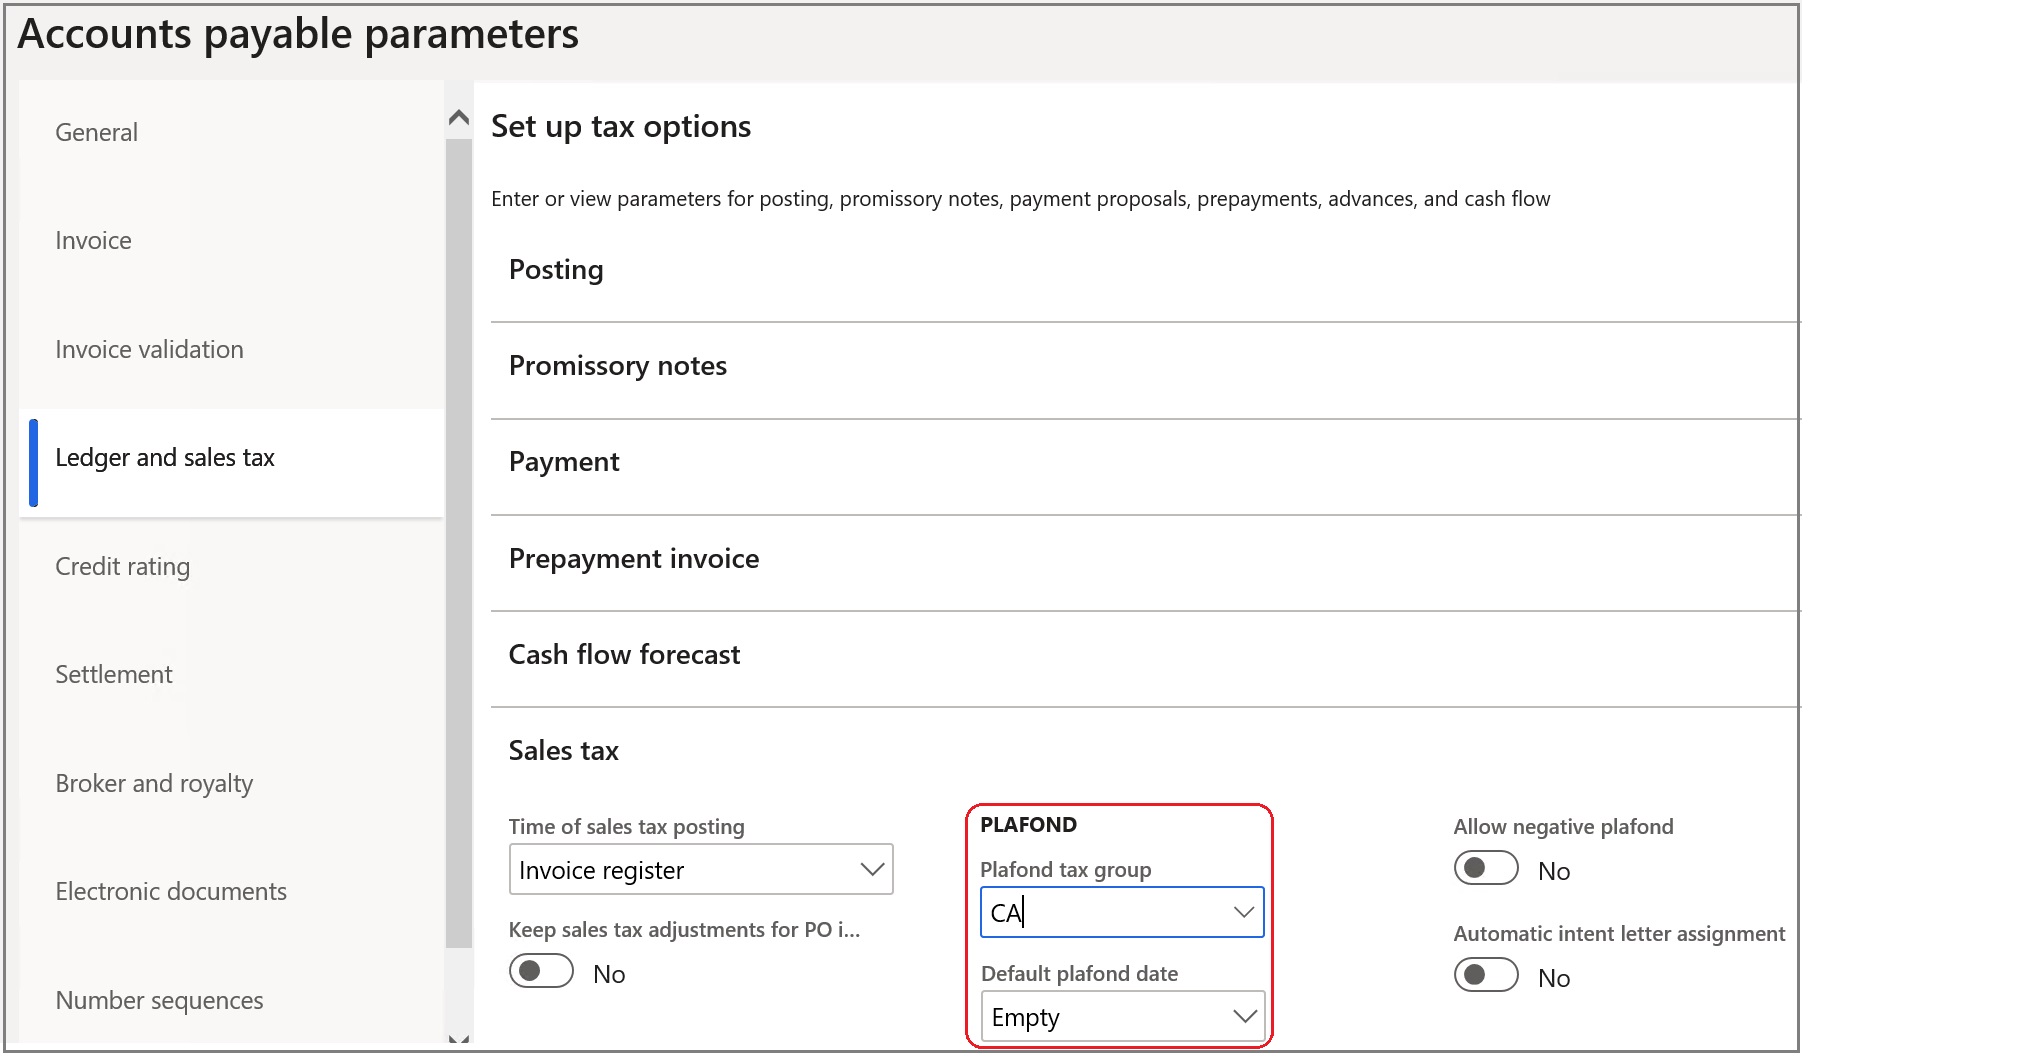 Accounts payable parameters
General
Invoice
Invoice validation
Ledger and sales tax
Credit rating
Settlement
Broker and royalty
Electronic documents
Number sequences
Set up tax options
Enter or view parameters for posting, promissory notes, payment proposals, prepayments, advances, and cash flow
Posting
Promissory notes
Payment
Prepayment invoice
Cash flow forecast
Sales tax
Time of sales tax posting
Invoice register
Keep sales tax adjustments for PO i...
No
PLAFOND
Plafond tax group
CA
Default plafond date
Empty
Allow negative plafond
No
Automatic intent letter assignment
No